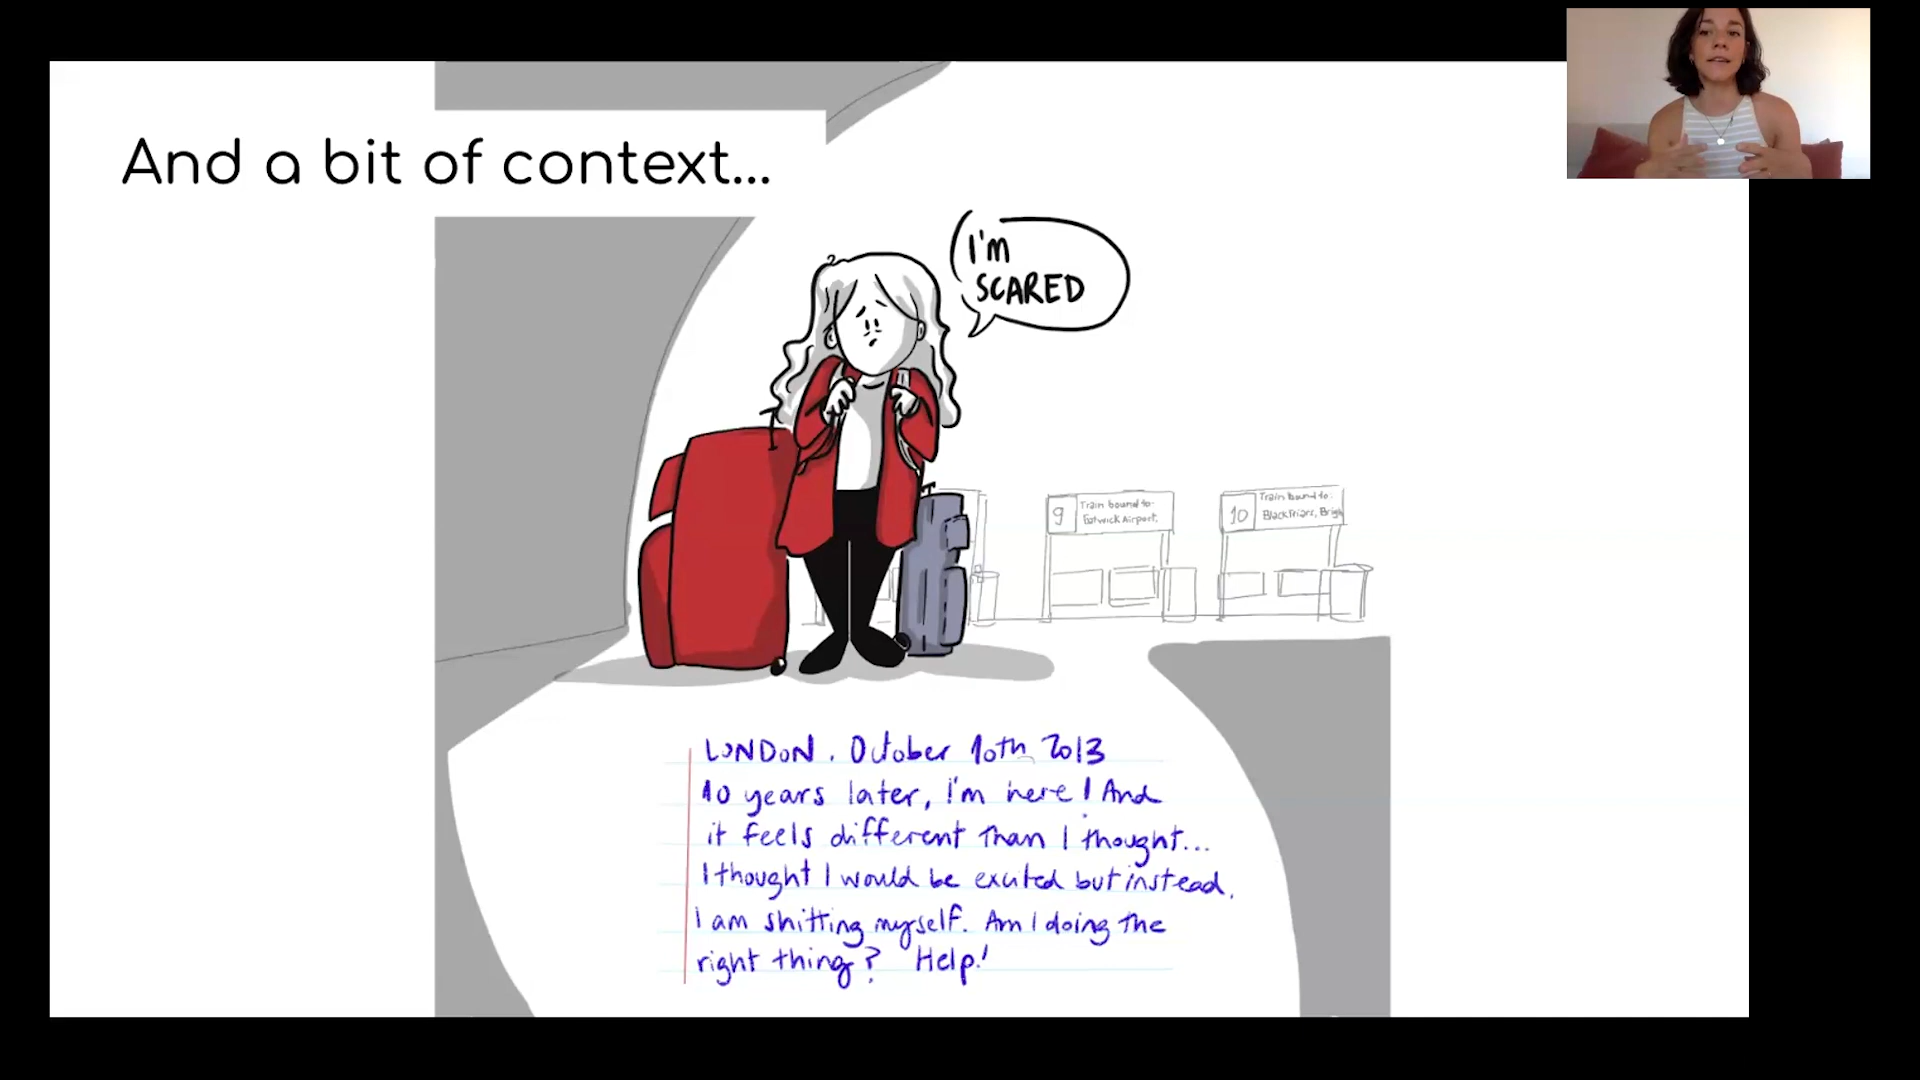 And a bit of context...
I'm
SCARED
9
Train bound to:
Gatwick Airport,
10
Train bound to:
Blackfriars, Brigh
LONDON, October 10th, 2013
10 years later, I'm here! And
it feels different than I thought...
I thought I would be excited but instead,
I am shitting myself. Am I doing the
right thing? Help!